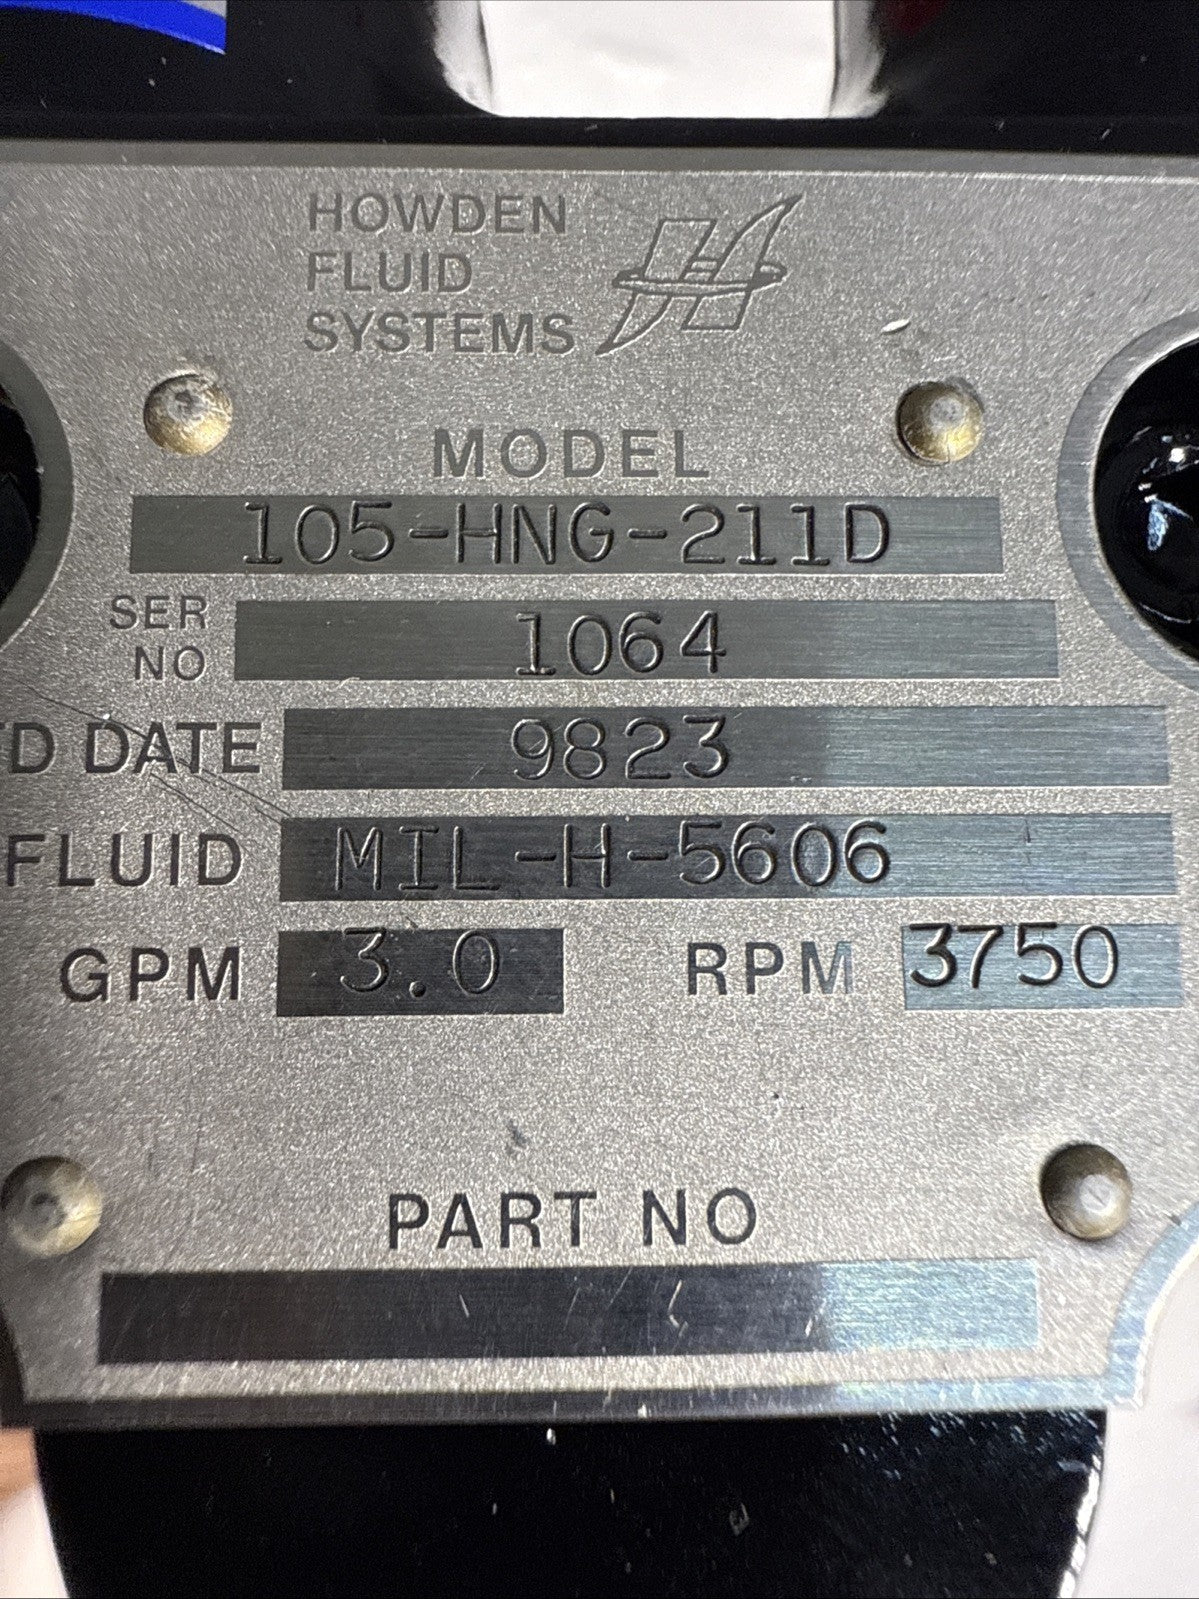 HOWDEN
FLUID
SYSTEMS
MODEL
105-HNG-211D
SER
NO 1064
TD DATE 9823
FLUID MIL-H-5606
GPM 3.0 RPM 3750
PART NO